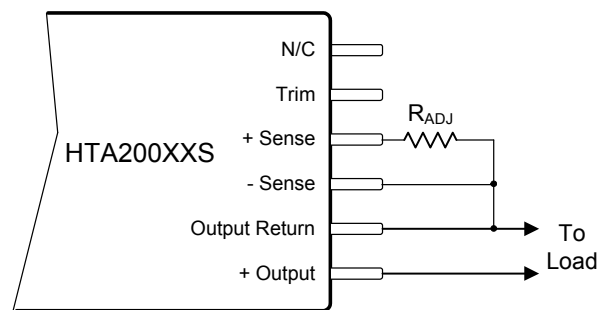 N/C
Trim
R_ADJ
+ Sense
HTA200XXS
- Sense
Output Return
To
Load
+ Output